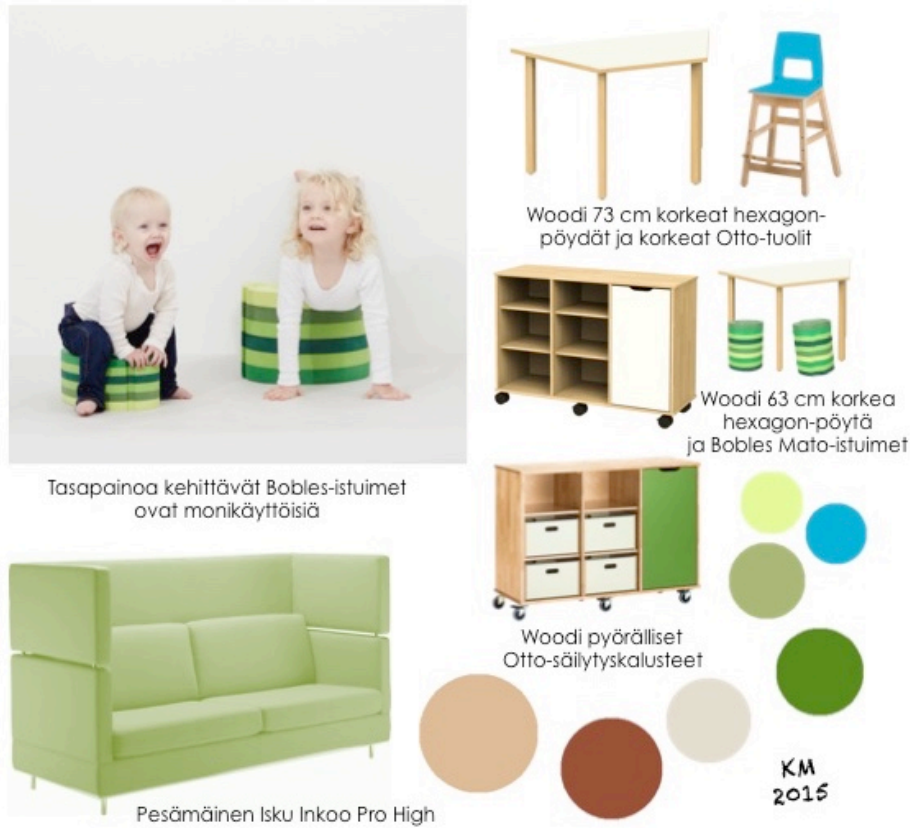 Woodi 73 cm korkeat hexagon-
pöydät ja korkeat Otto-tuolit
Woodi 63 cm korkea
hexagon-pöytä
ja Bobles Mato-istuimet
Tasapainoa kehittävät Bobles-istuimet
ovat monikäyttöisiä
Woodi pyörälliset
Otto-säilytyskalusteet
Pesämäinen Isku Inkoo Pro High
KM
2015